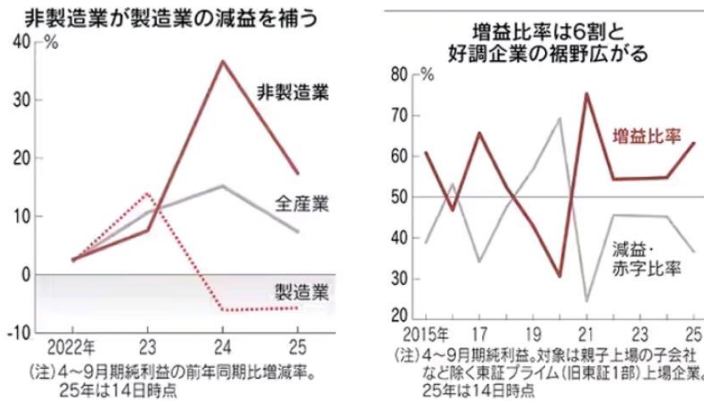 非製造業が製造業の減益を補う
40
%
30
20
10
0
-10
非製造業
全産業
製造業
2022年
23
24
25
(注)4〜9月期純利益の前年同期比増減率。
25年は14日時点
増益比率は6割と
好調企業の裾野広がる
80
%
70
60
50
40
30
20
増益比率
減益・
赤字比率
2015年
17
19
21
23
25
(注)4〜9月期純利益。対象は親子上場の子会社
など除く東証プライム(旧東証1部)上場企業。
25年は14日時点